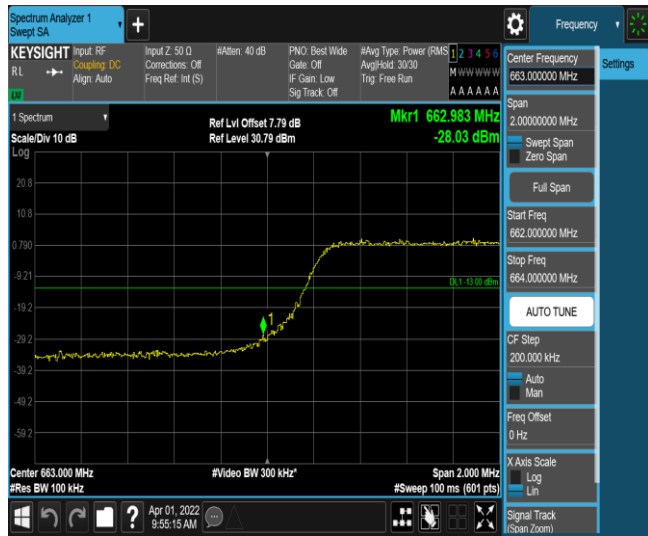 Spectrum Analyzer 1
Swept SA
Frequency
KEYSIGHT
RL
Input: RF
Coupling: DC
Align: Auto
Input Z: 50 Ω
Corrections: Off
Freq Ref: Int (S)
#Atten: 40 dB
PNO: Best Wide
Gate: Off
IF Gain: Low
Sig Track: Off
#Avg Type: Power (RMS
Avg|Hold: 30/30
Trig: Free Run
1 2 3 4 5 6
M W W W W W
A A A A A A
1 Spectrum
Scale/Div 10 dB
Ref Lvl Offset 7.79 dB
Ref Level 30.79 dBm
Mkr1 662.983 MHz
-28.03 dBm
Log
20.8
10.8
0.790
-9.21
-19.2
-29.2
-39.2
-49.2
-59.2
DL1 -13.00 dBm
1
Center 663.000 MHz
#Res BW 100 kHz
#Video BW 300 kHz*
Span 2.000 MHz
#Sweep 100 ms (601 pts)
Apr 01, 2022
9:55:15 AM
?
Center Frequency
663.000000 MHz
Settings
Span
2.00000000 MHz
Swept Span
Zero Span
Full Span
Start Freq
662.000000 MHz
Stop Freq
664.000000 MHz
AUTO TUNE
CF Step
200.000 kHz
Auto
Man
Freq Offset
0 Hz
X Axis Scale
Log
Lin
Signal Track
(Span Zoom)